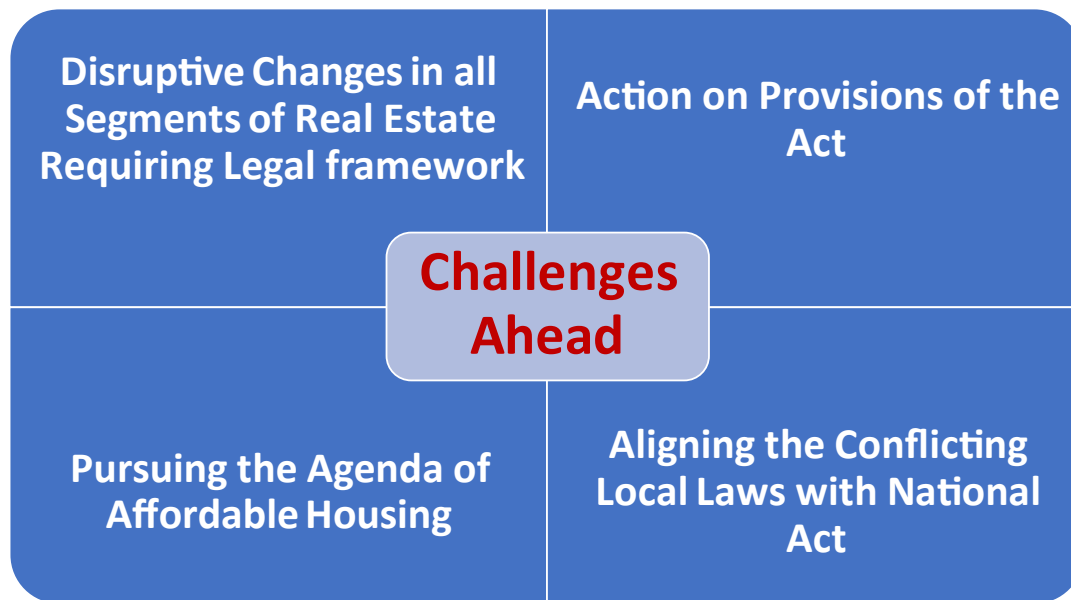 Disruptive Changes in all
Segments of Real Estate
Requiring Legal framework
Action on Provisions of the
Act
Challenges
Ahead
Pursuing the Agenda of
Affordable Housing
Aligning the Conflicting
Local Laws with National
Act